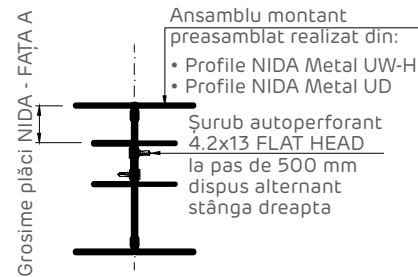 Ansamblu montant
preasamblat realizat din:
• Profile NIDA Metal UW-H
• Profile NIDA Metal UD
Șurub autoperforant
4.2x13 FLAT HEAD
la pas de 500 mm
dispus alternant
stânga dreapta
Grosime plăci NIDA - FAȚA A